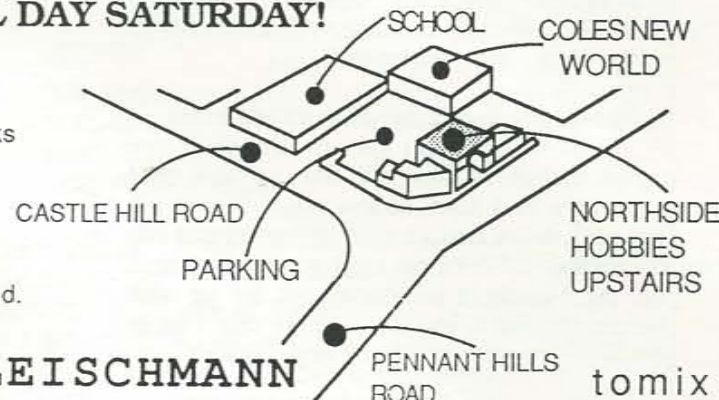 DAY SATURDAY!
SCHOOL
COLES NEW
WORLD
CASTLE HILL ROAD
PARKING
NORTHSIDE
HOBBIES
UPSTAIRS
d.
EISCHMANN
PENNANT HILLS
ROAD
tomix